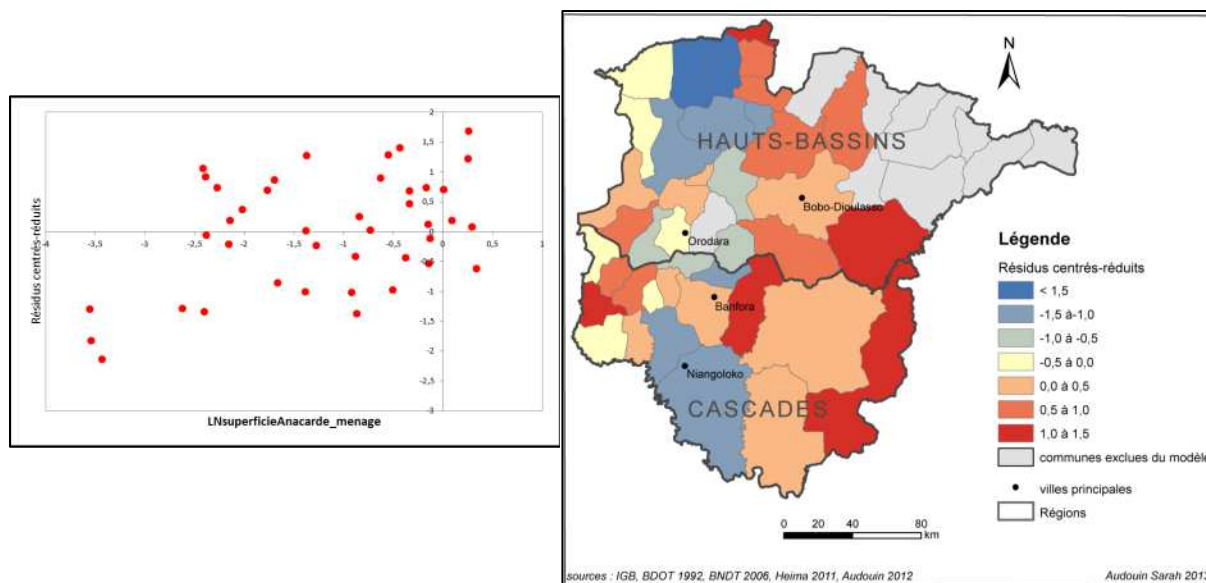 2
1,5
1
0,5
0
-4
-3,5
-3
-2,5
-2
-1,5
-1
-0,5
0
0,5
1
-0,5
-1
-1,5
-2
-2,5
-3
Résidus centrés-réduits
LNsuperficieAnacarde_menage
N
HAUTS-BASSINS
Bobo-Dioulasso
Orodara
Banfora
Niangoloko
CASCADES
Légende
Résidus centrés-réduits
< 1,5
-1,5 à -1,0
-1,0 à -0,5
-0,5 à 0,0
0,0 à 0,5
0,5 à 1,0
1,0 à 1,5
communes exclues du modèle
villes principales
Régions
0 20 40 80
km
sources : IGB, BDOT 1992, BNDT 2006, Heima 2011, Audouin 2012
Audouin Sarah